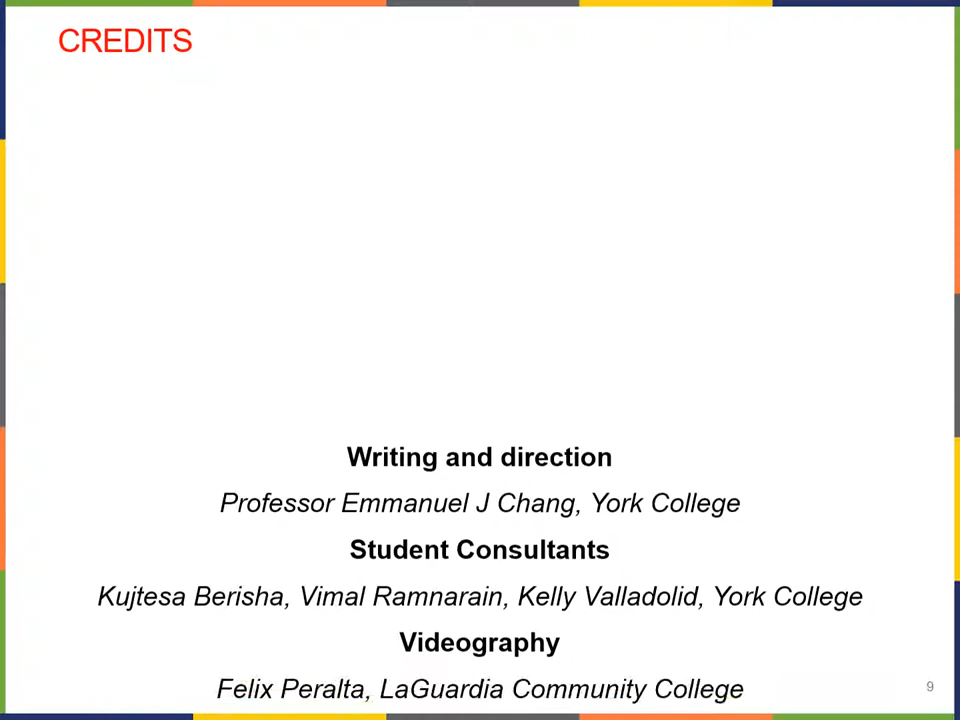 CREDITS
Writing and direction
Professor Emmanuel J Chang, York College
Student Consultants
Kujtesa Berisha, Vimal Ramnarain, Kelly Valladolid, York College
Videography
Felix Peralta, LaGuardia Community College
9